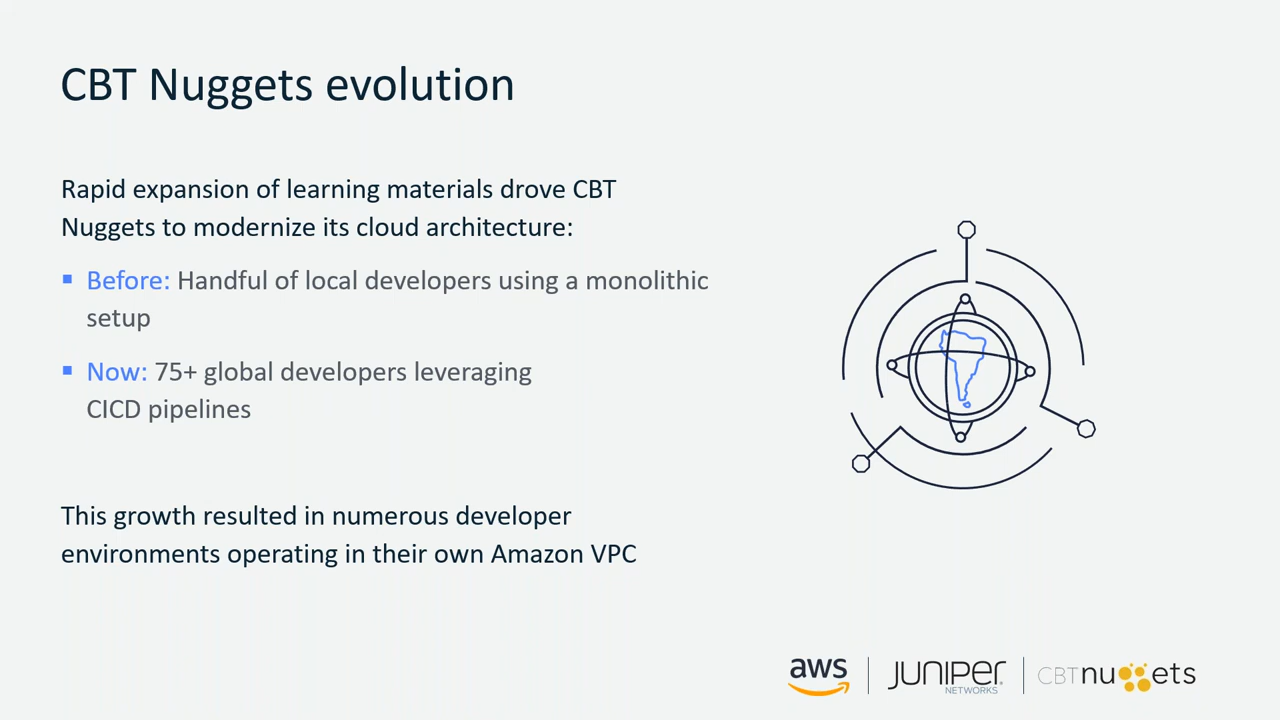 CBT Nuggets evolution
Rapid expansion of learning materials drove CBT
Nuggets to modernize its cloud architecture:
Before: Handful of local developers using a monolithic
setup
Now: 75+ global developers leveraging
CICD pipelines
This growth resulted in numerous developer
environments operating in their own Amazon VPC
aws
JUNIPER
NETWORKS
CBTnuggets